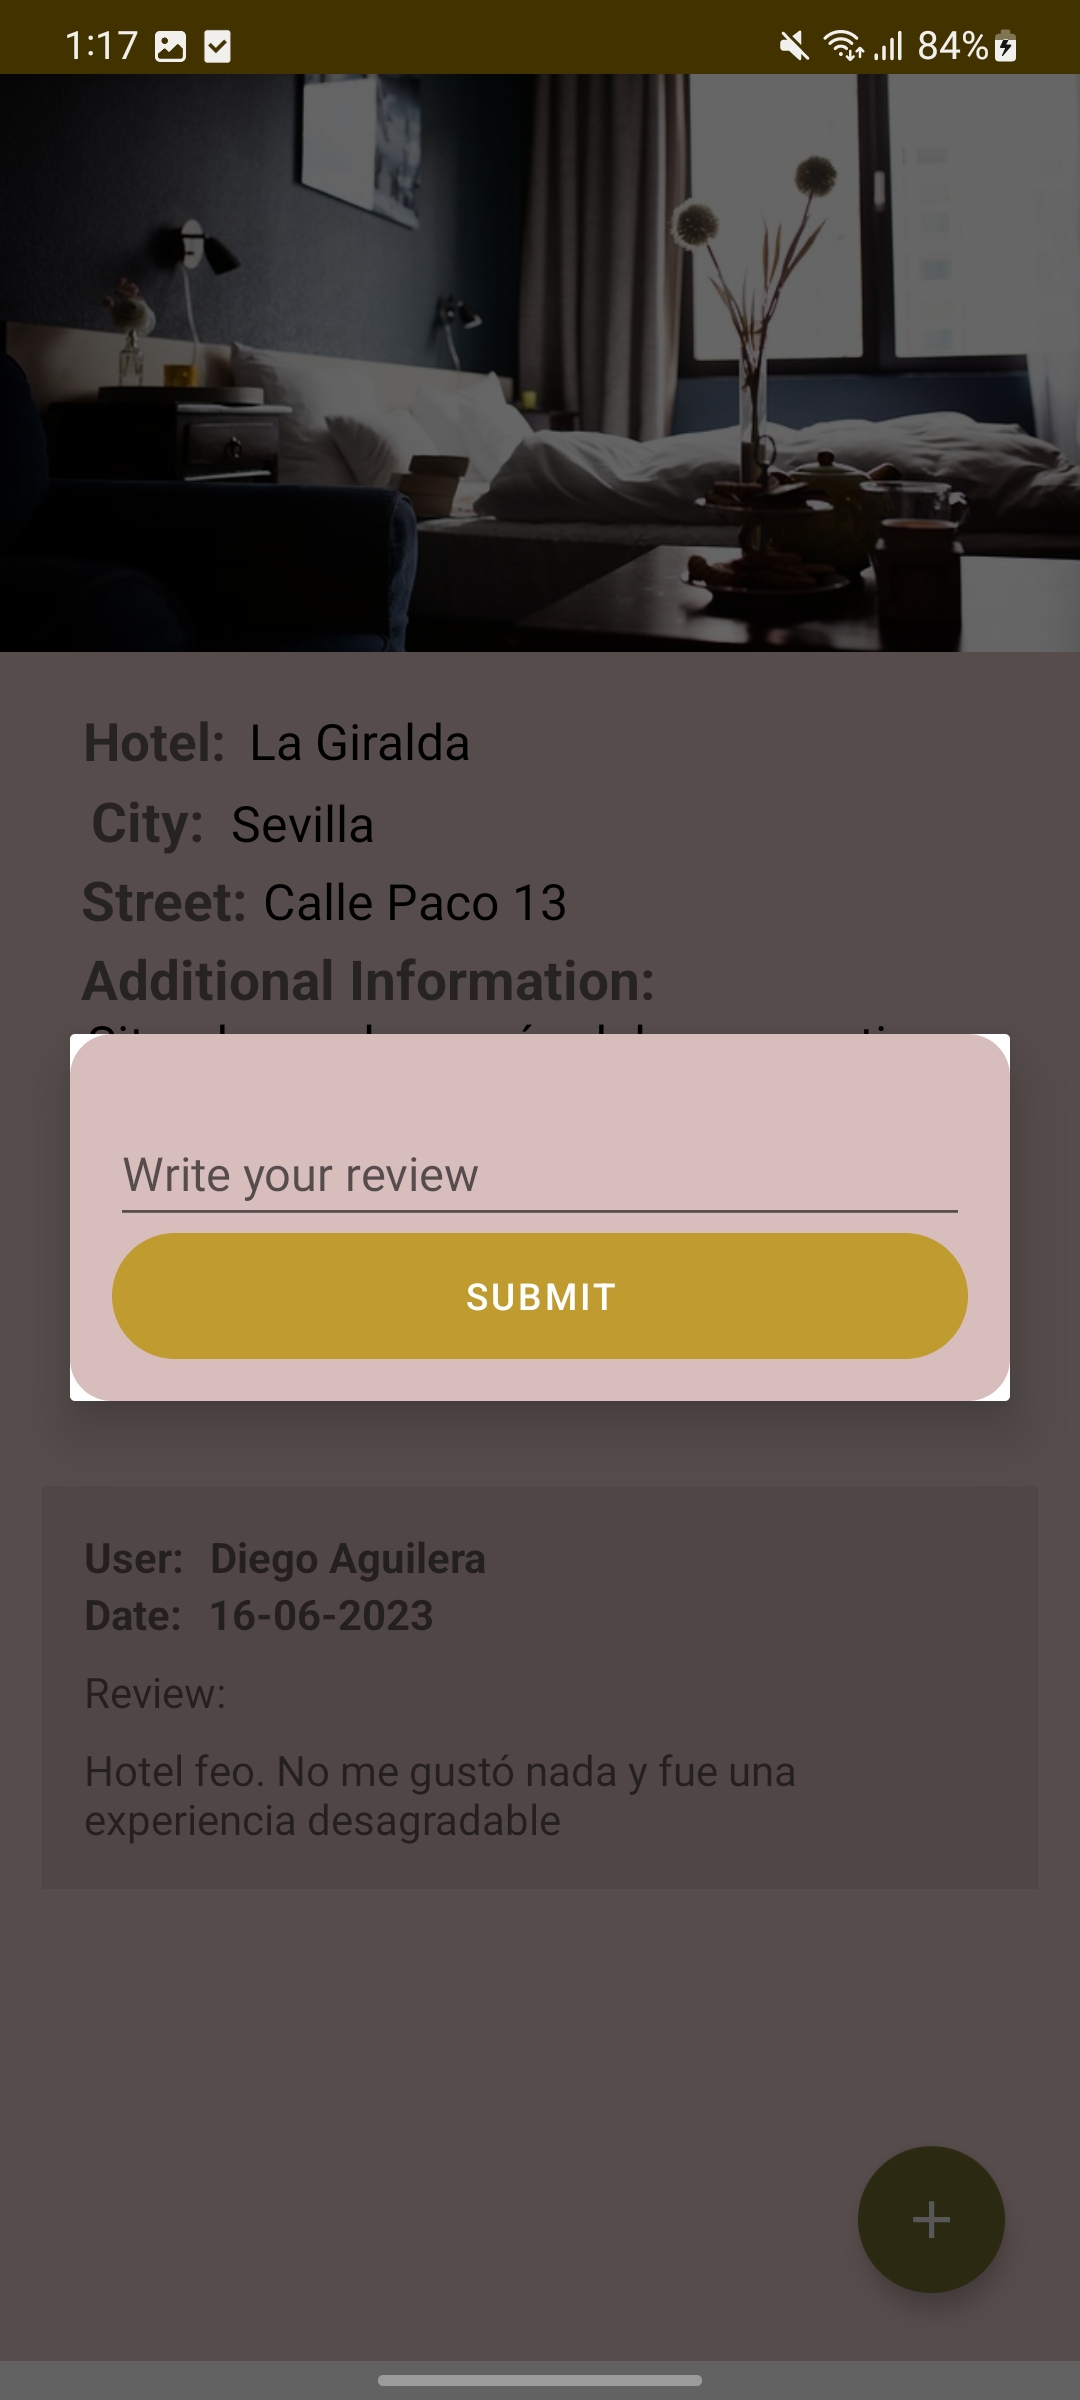 1:17 84%
Hotel: La Giralda
City: Sevilla
Street: Calle Paco 13
Additional Information:
Write your review
SUBMIT
User: Diego Aguilera
Date: 16-06-2023
Review:
Hotel feo. No me gustó nada y fue una
experiencia desagradable